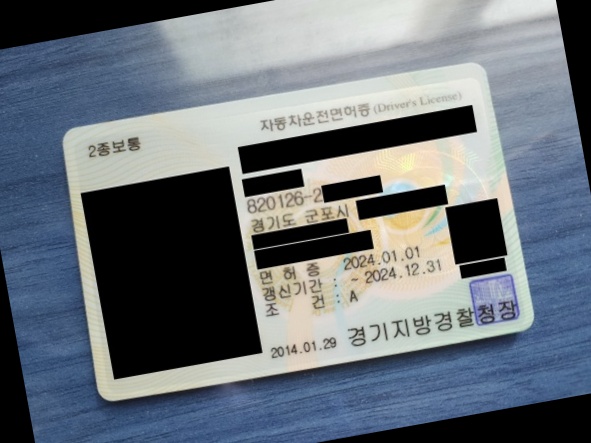 자동차운전면허증 (Driver's License)
2종보통
820126-2
경기도 군포시
면 허 증 2024.01.01
갱신기간 : ~ 2024.12.31
조 건 : A
2014.01.29 경기지방경찰청장